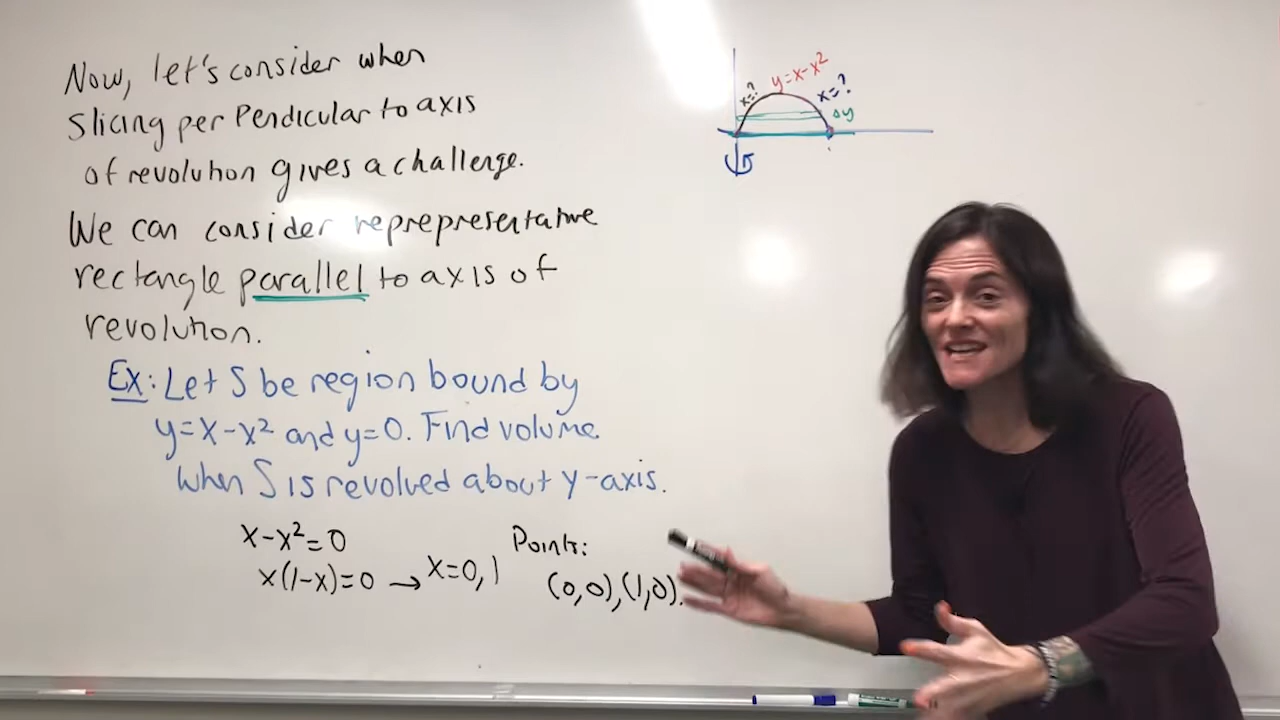 Now, let's consider when
Slicing perpendicular to axis
of revolution gives a challenge.
We can consider reprepresentative
rectangle parallel to axis of
revolution.
Ex: Let S be region bound by
y=x-x² and y=0. Find volume
when S is revolved about y-axis.
x-x²=0
x(1-x)=0 → x=0,1
Points:
(0,0),(1,0).
y=x-x²
x=?
x=?
Δy